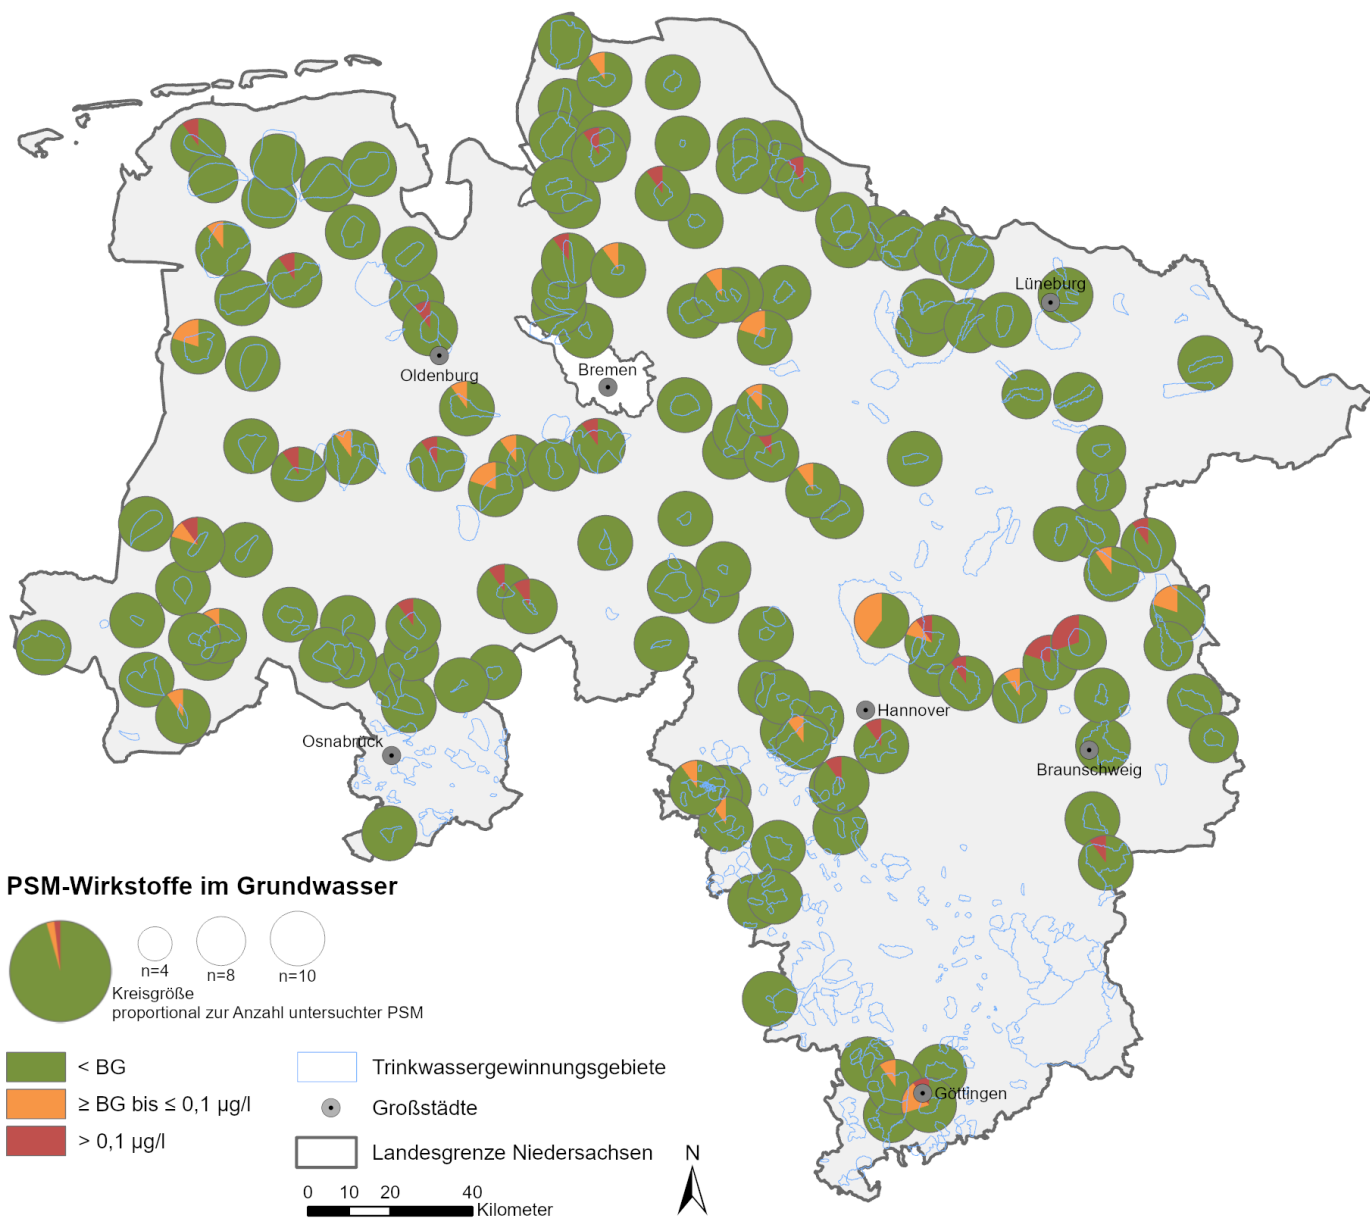 Lüneburg
Bremen
Oldenburg
Hannover
Osnabrück
Braunschweig
PSM-Wirkstoffe im Grundwasser
n=4
n=8
n=10
Kreisgröße
proportional zur Anzahl untersuchter PSM
< BG
≥ BG bis ≤ 0,1 µg/l
> 0,1 µg/l
Trinkwassergewinnungsgebiete
Großstädte
Landesgrenze Niedersachsen
Göttingen
N
0 10 20 40
Kilometer